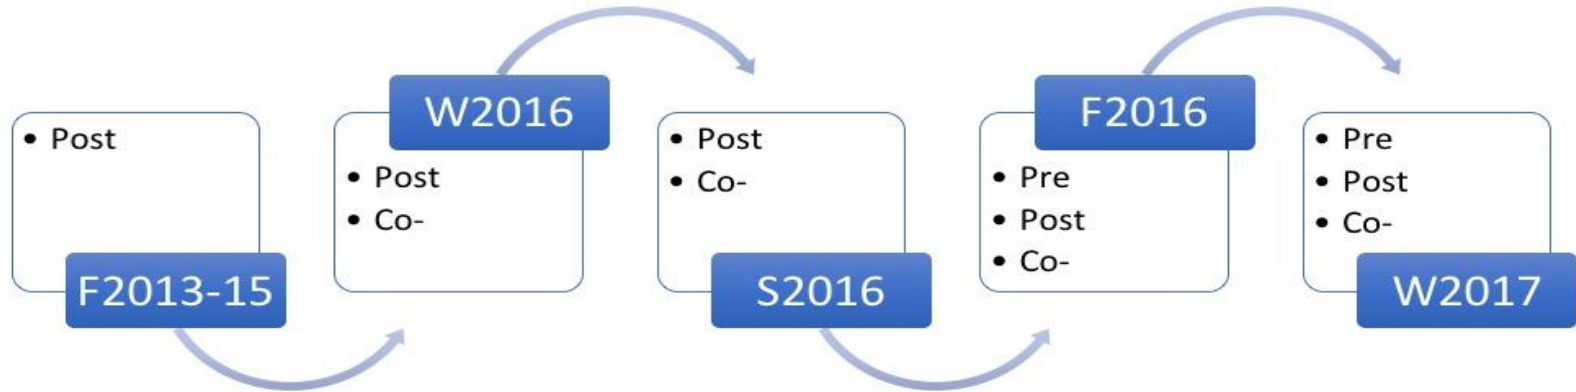 • Post
F2013-15
W2016
• Post
• Co-
• Post
• Co-
S2016
F2016
• Pre
• Post
• Co-
• Pre
• Post
• Co-
W2017